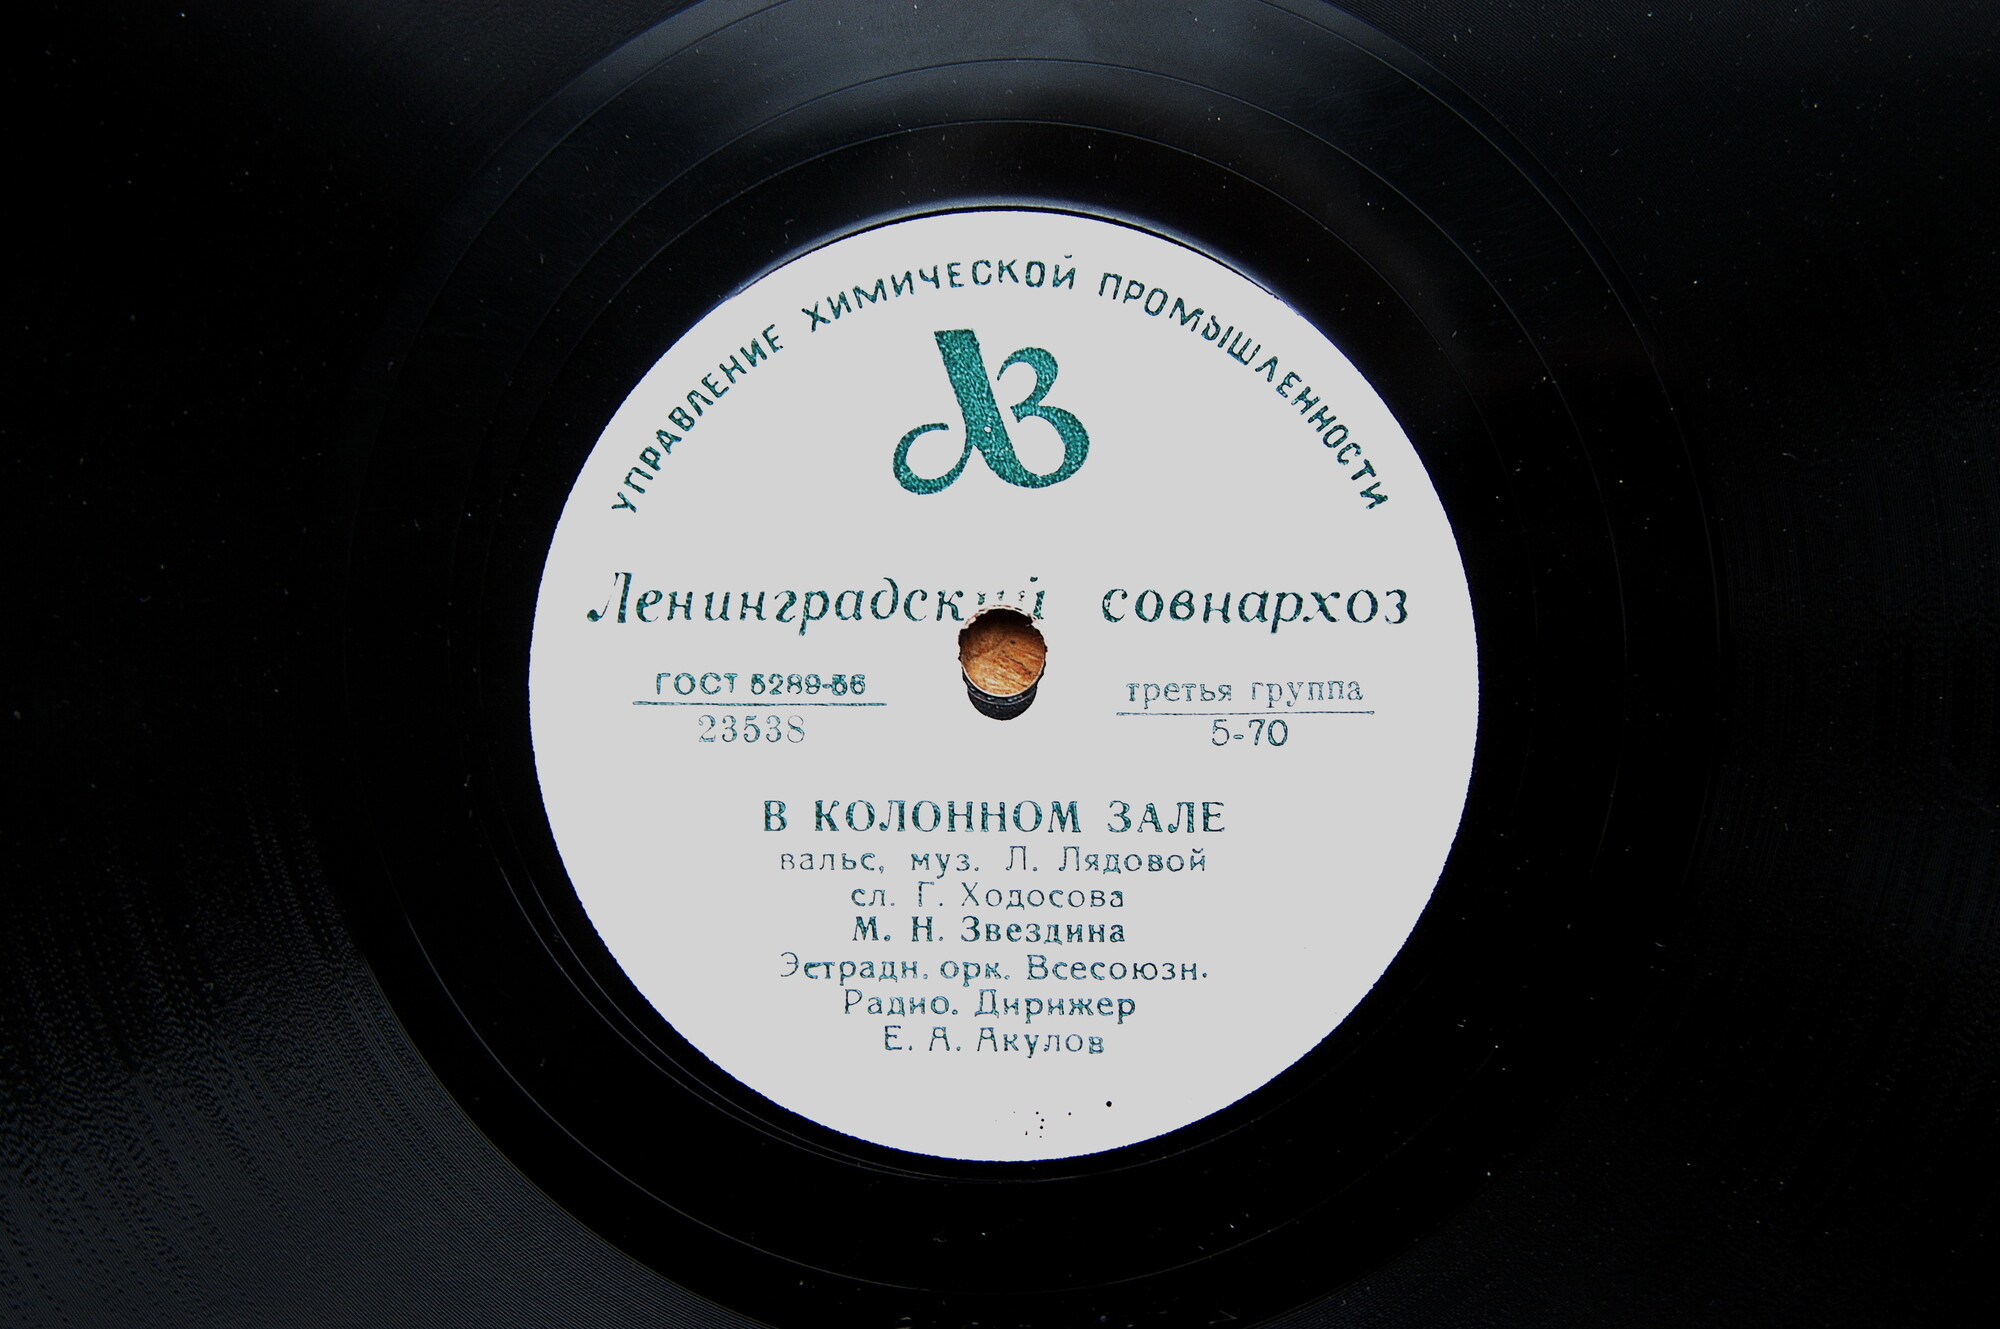 УПРАВЛЕНИЕ ХИМИЧЕСКОЙ ПРОМЫШЛЕННОСТИ
ЛВ
Ленинградский совнархоз
ГОСТ 5289-56
23538
третья группа
5-70
В КОЛОННОМ ЗАЛЕ
вальс, муз. Л. Лядовой
сл. Г. Ходосова
М. Н. Звездина
Эстрадн. орк. Всесоюзн.
Радио. Дирижер
Е. А. Акулов